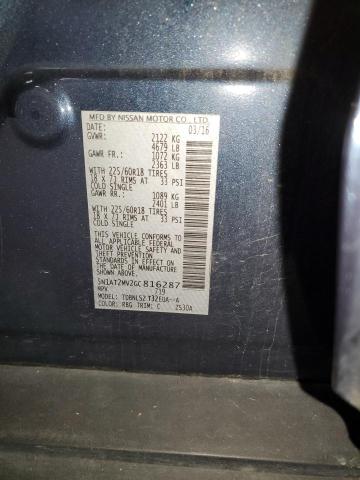 MFD BY NISSAN MOTOR CO., LTD.
DATE: 03/16
GVWR: 2122 KG
4679 LB
GAWR FR.: 1072 KG
2363 LB
WITH 225/60R18 TIRES
18 X 7J RIMS AT 33 PSI
COLD SINGLE
GAWR RR.: 1089 KG
2401 LB
WITH 225/60R18 TIRES
18 X 7J RIMS AT 33 PSI
COLD SINGLE
THIS VEHICLE CONFORMS TO ALL
APPLICABLE U.S. FEDERAL
MOTOR VEHICLE SAFETY
STANDARDS IN EFFECT ON THE
DATE OF MANUFACTURE SHOWN
ABOVE.
5N1AT2MV2GC816287
MPV 719
MODEL: TDBNLS2 T32EUA--A
COLOR: RBG TRIM: C 2530A